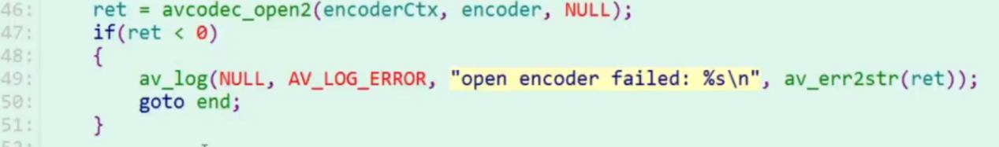 46: ret = avcodec_open2(encoderCtx, encoder, NULL);
47: if(ret < 0)
48: {
49: av_log(NULL, AV_LOG_ERROR, "open encoder failed: %s\n", av_err2str(ret));
50: goto end;
51: }